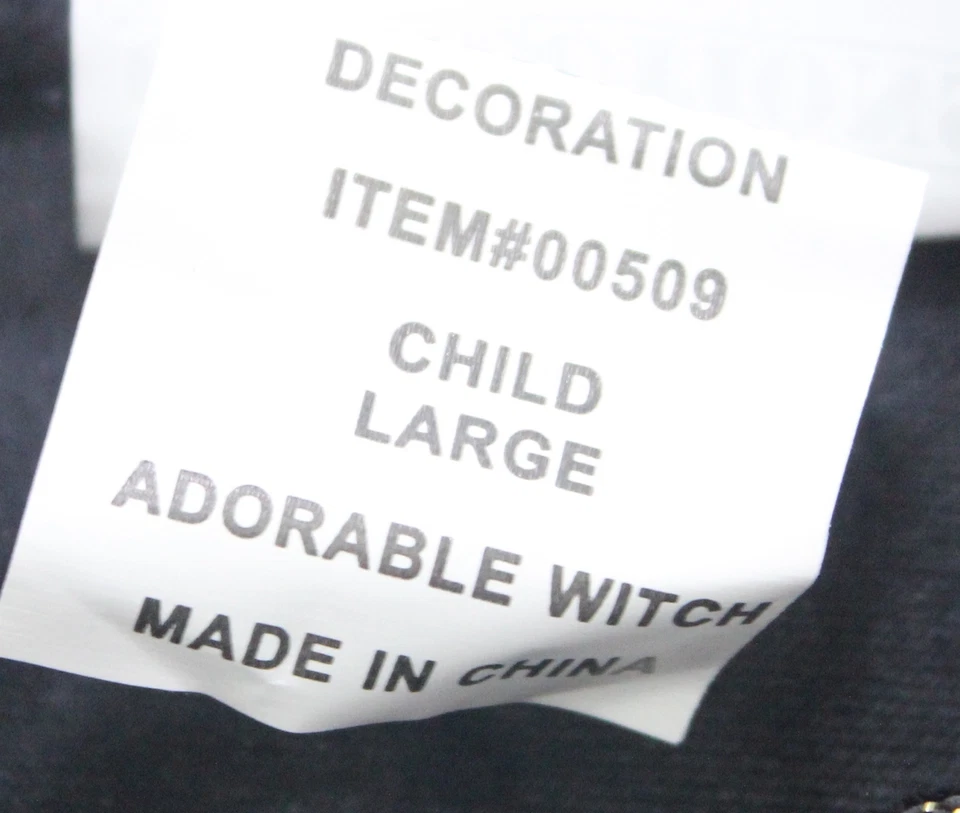 DECORATION
ITEM#00509
CHILD
LARGE
ADORABLE WITCH
MADE IN CHINA